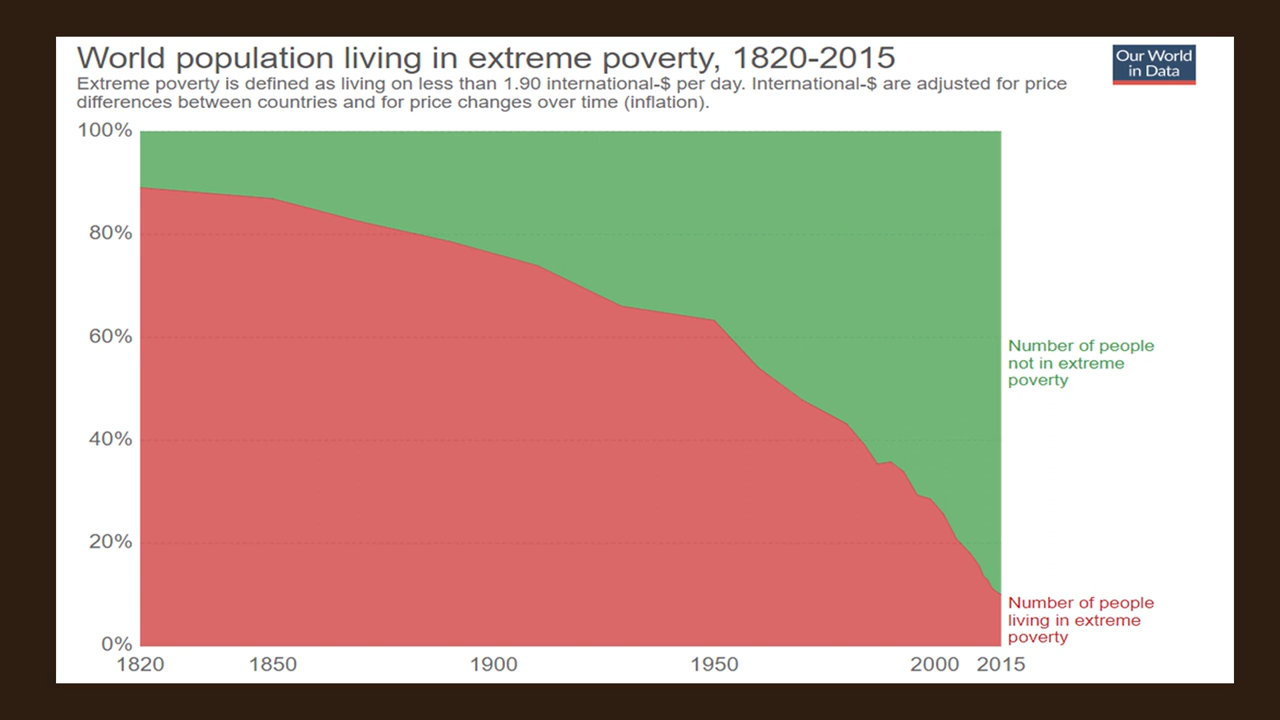 World population living in extreme poverty, 1820-2015
Our World
in Data
Extreme poverty is defined as living on less than 1.90 international-$ per day. International-$ are adjusted for price
differences between countries and for price changes over time (inflation).
100%
80%
60%
40%
20%
0%
Number of people
not in extreme
poverty
Number of people
living in extreme
poverty
1820
1850
1900
1950
2000
2015